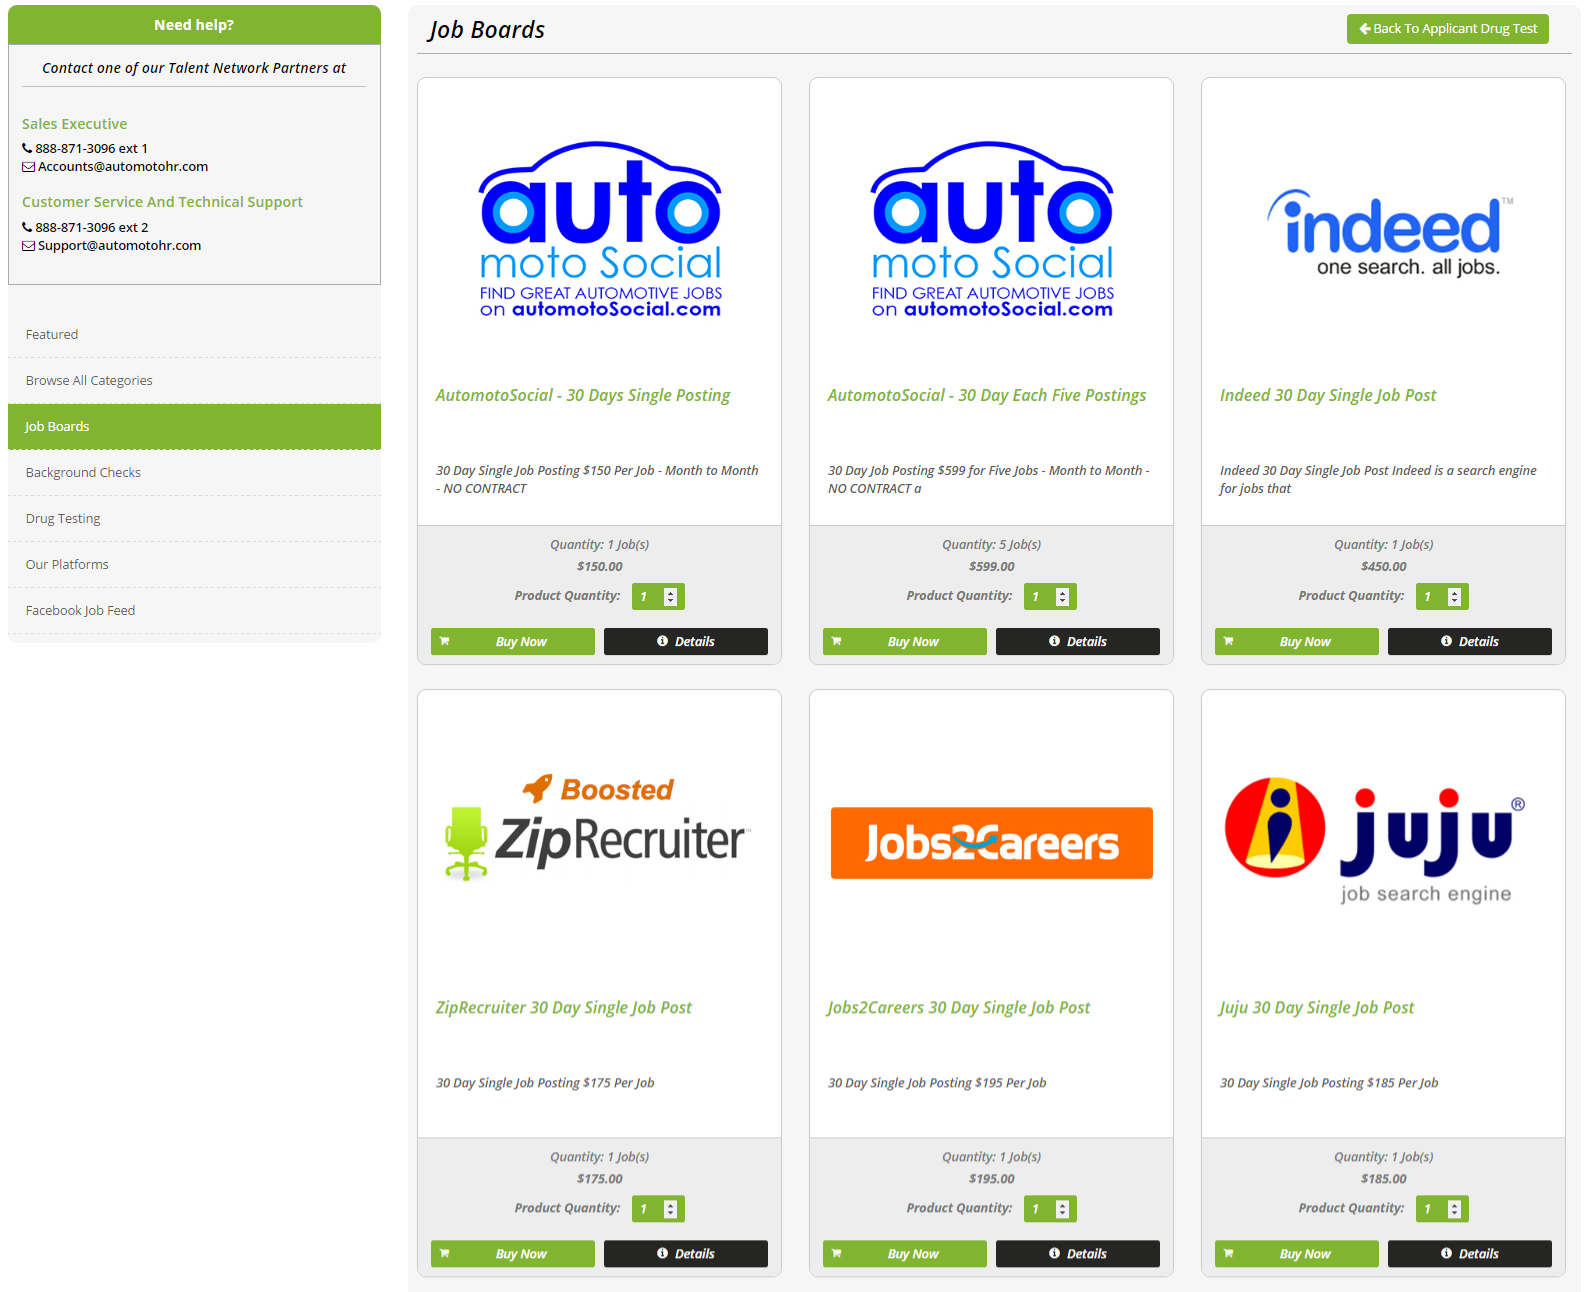 Need help?
Contact one of our Talent Network Partners at
Sales Executive
888-871-3096 ext 1
Accounts@automotohr.com
Customer Service And Technical Support
888-871-3096 ext 2
Support@automotohr.com
Featured
Browse All Categories
Job Boards
Background Checks
Drug Testing
Our Platforms
Facebook Job Feed
Job Boards
Back To Applicant Drug Test
auto
moto Social
FIND GREAT AUTOMOTIVE JOBS
on automotoSocial.com
AutomotoSocial - 30 Days Single Posting
30 Day Single Job Posting $150 Per Job - Month to Month
- NO CONTRACT
Quantity: 1 Job(s)
$150.00
Product Quantity: 1
Buy Now
Details
auto
moto Social
FIND GREAT AUTOMOTIVE JOBS
on automotoSocial.com
AutomotoSocial - 30 Day Each Five Postings
30 Day Job Posting $599 for Five Jobs - Month to Month -
NO CONTRACT a
Quantity: 5 Job(s)
$599.00
Product Quantity: 1
Buy Now
Details
indeed™
one search. all jobs.
Indeed 30 Day Single Job Post
Indeed 30 Day Single Job Post Indeed is a search engine
for jobs that
Quantity: 1 Job(s)
$450.00
Product Quantity: 1
Buy Now
Details
Boosted
ZipRecruiter™
ZipRecruiter 30 Day Single Job Post
30 Day Single Job Posting $175 Per Job
Quantity: 1 Job(s)
$175.00
Product Quantity: 1
Buy Now
Details
Jobs2Careers
Jobs2Careers 30 Day Single Job Post
30 Day Single Job Posting $195 Per Job
Quantity: 1 Job(s)
$195.00
Product Quantity: 1
Buy Now
Details
juju®
job search engine
Juju 30 Day Single Job Post
30 Day Single Job Posting $185 Per Job
Quantity: 1 Job(s)
$185.00
Product Quantity: 1
Buy Now
Details